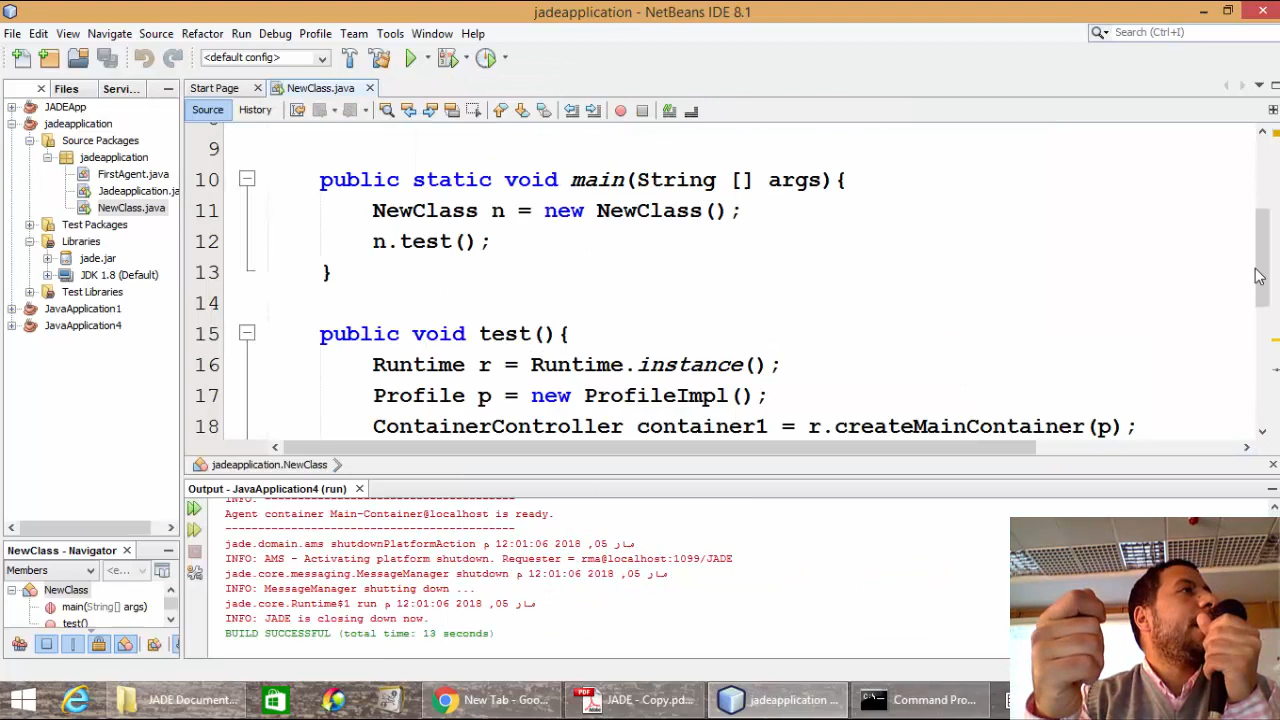 jadeapplication - NetBeans IDE 8.1
File Edit View Navigate Source Refactor Run Debug Profile Team Tools Window Help
Search (Ctrl+I)
<default config>
Files Servi...
Start Page NewClass.java
Source History
JADEApp
jadeapplication
Source Packages
jadeapplication
FirstAgent.java
Jadeapplication.ja
NewClass.java
Test Packages
Libraries
jade.jar
JDK 1.8 (Default)
Test Libraries
JavaApplication1
JavaApplication4
9
10 public static void main(String [] args){
11 NewClass n = new NewClass();
12 n.test();
13 }
14
15 public void test(){
16 Runtime r = Runtime.instance();
17 Profile p = new ProfileImpl();
18 ContainerController container1 = r.createMainContainer(p);
jadeapplication.NewClass
Output - JavaApplication4 (run)
INFO: ----------------------------------------
Agent container Main-Container@localhost is ready.
--------------------------------------------
jade.domain.ams shutdownPlatformAction م 12:01:06 2018 ,05 مار
INFO: AMS - Activating platform shutdown. Requester = rma@localhost:1099/JADE
jade.core.messaging.MessageManager shutdown م 12:01:06 2018 ,05 مار
INFO: MessageManager shutting down ...
jade.core.Runtime$1 run م 12:01:06 2018 ,05 مار
INFO: JADE is closing down now.
BUILD SUCCESSFUL (total time: 13 seconds)
NewClass - Navigator
Members <e...
NewClass
main(String[] args)
test()
JADE Document...
New Tab - Goo...
JADE - Copy.pd...
jadeapplication ...
Command Pro...